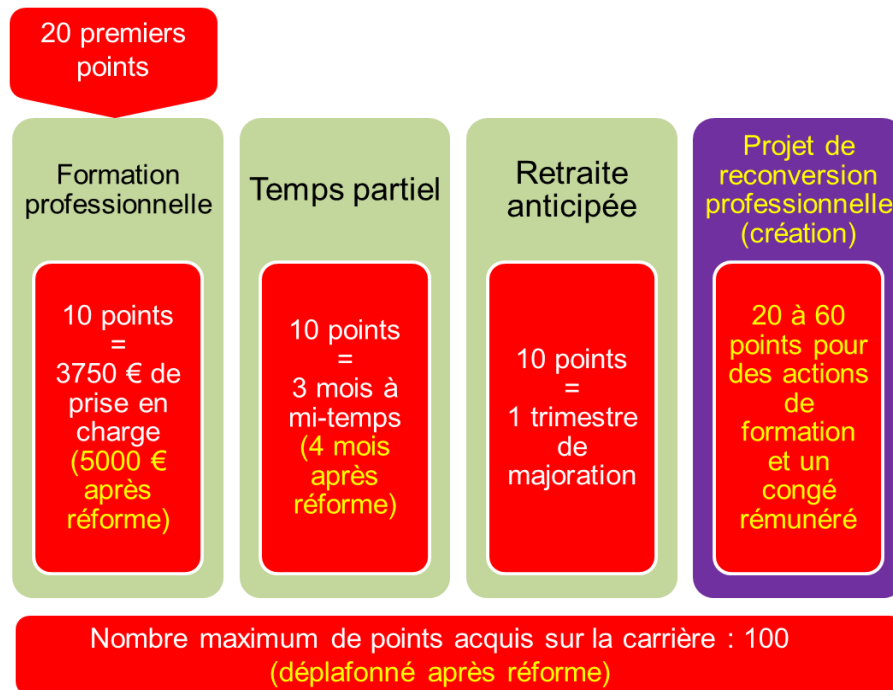 20 premiers
points
Formation
professionnelle
10 points
=
3750 € de
prise en
charge
(5000 €
après
réforme)
Temps partiel
10 points
=
3 mois à
mi-temps
(4 mois
après
réforme)
Retraite
anticipée
10 points
=
1 trimestre
de
majoration
Projet de
reconversion
professionnelle
(création)
20 à 60
points pour
des actions
de
formation
et un
congé
rémunéré
Nombre maximum de points acquis sur la carrière : 100
(déplafonné après réforme)